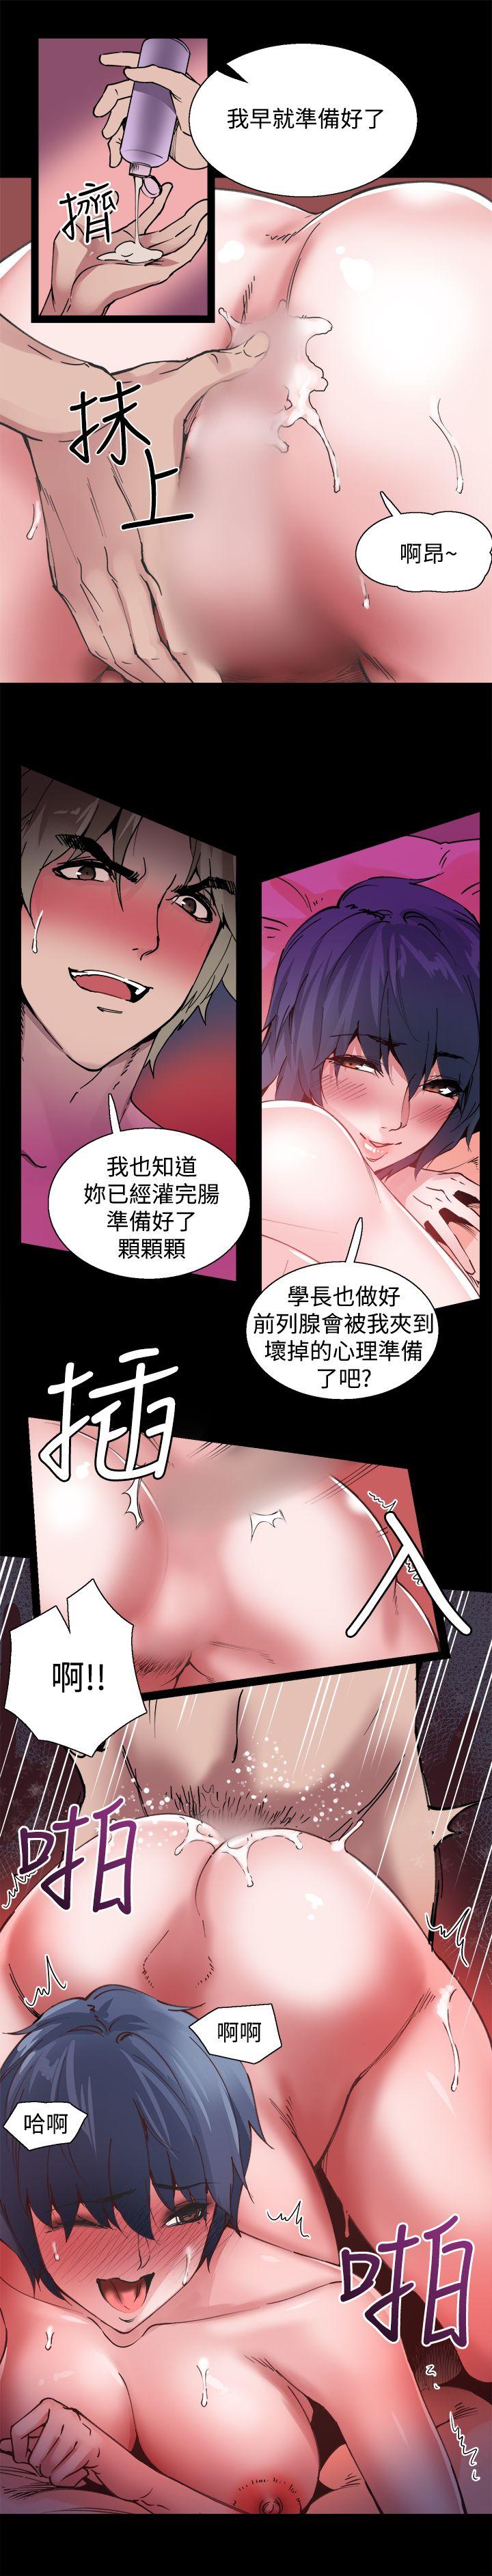 我早就準備好了
擠
抹上
啊昂~
我也知道
妳已經灌完腸
準備好了
顆顆顆
學長也做好
前列腺會被我夾到
壞掉的心理準備
了吧?
插入
啊!!
啪
啊啊
哈啊
啪